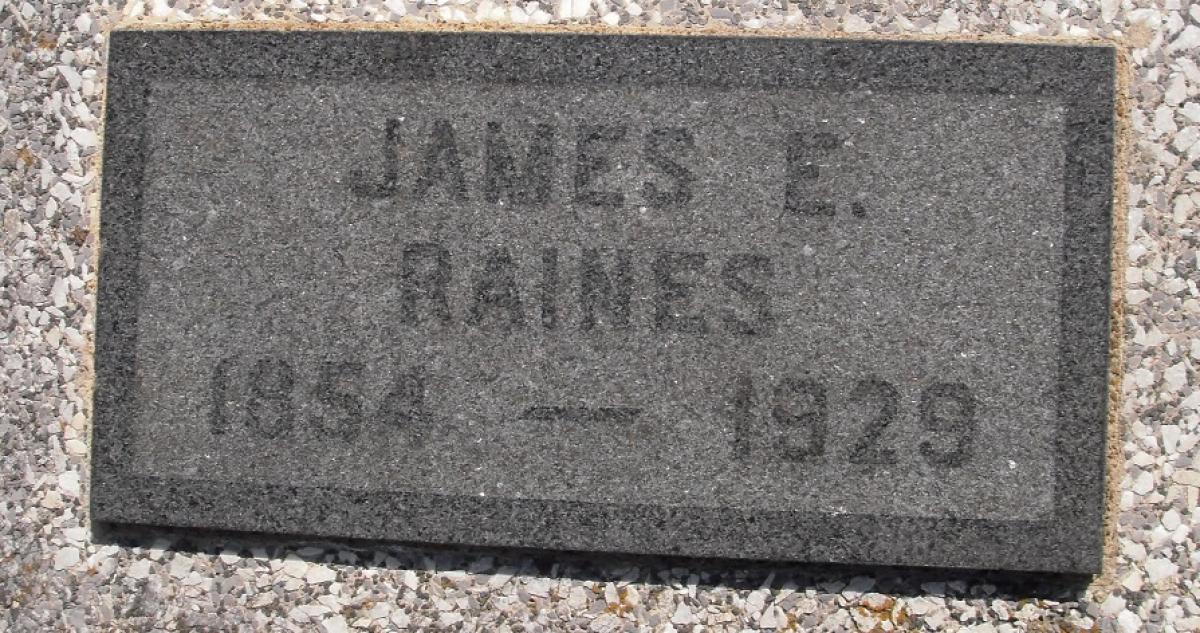 JAMES E.
RAINES
1854 — 1929